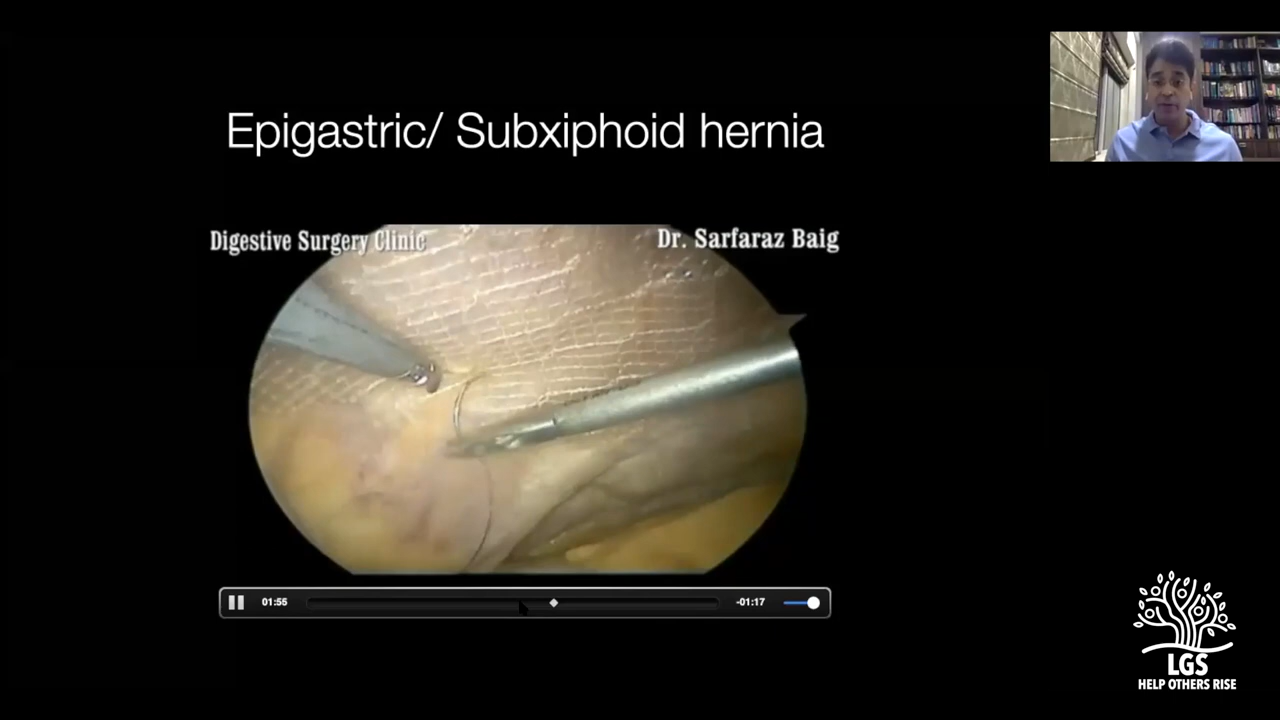 Epigastric/ Subxiphoid hernia
Digestive Surgery Clinic
Dr. Sarfaraz Baig
01:55
-01:17
LGS
HELP OTHERS RISE